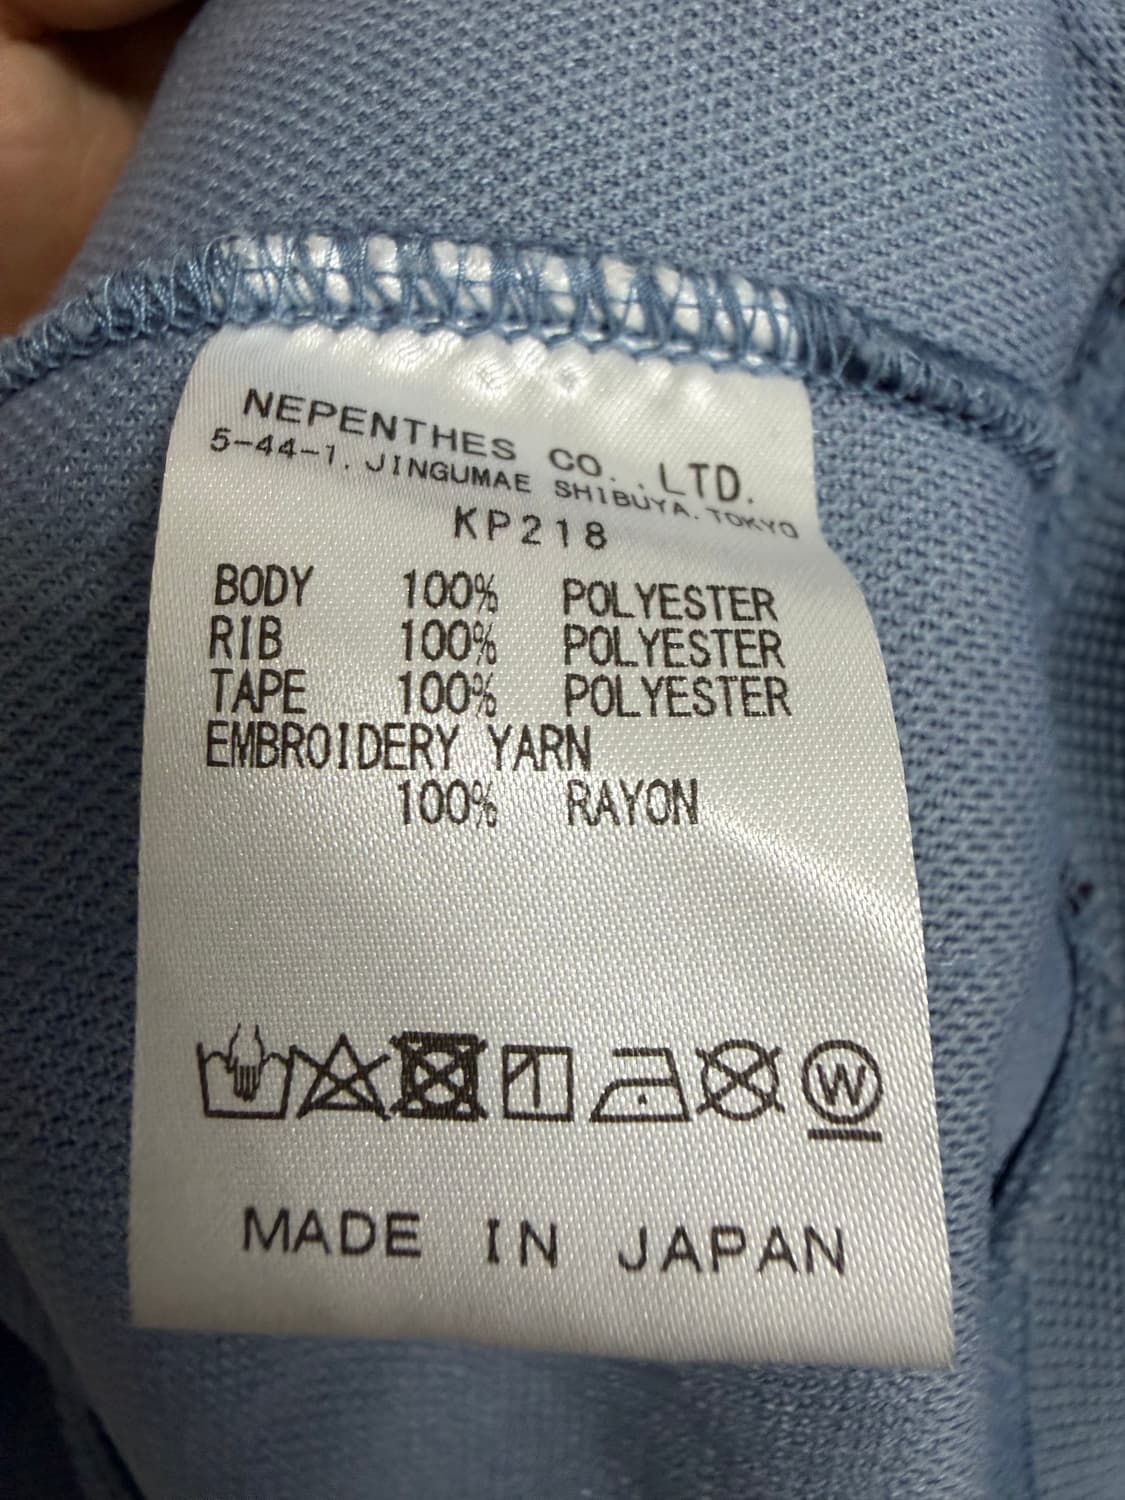 NEPENTHES CO.,LTD.
5-44-1, JINGUMAE SHIBUYA, TOKYO
KP218
BODY 100% POLYESTER
RIB 100% POLYESTER
TAPE 100% POLYESTER
EMBROIDERY YARN
100% RAYON
W
MADE IN JAPAN